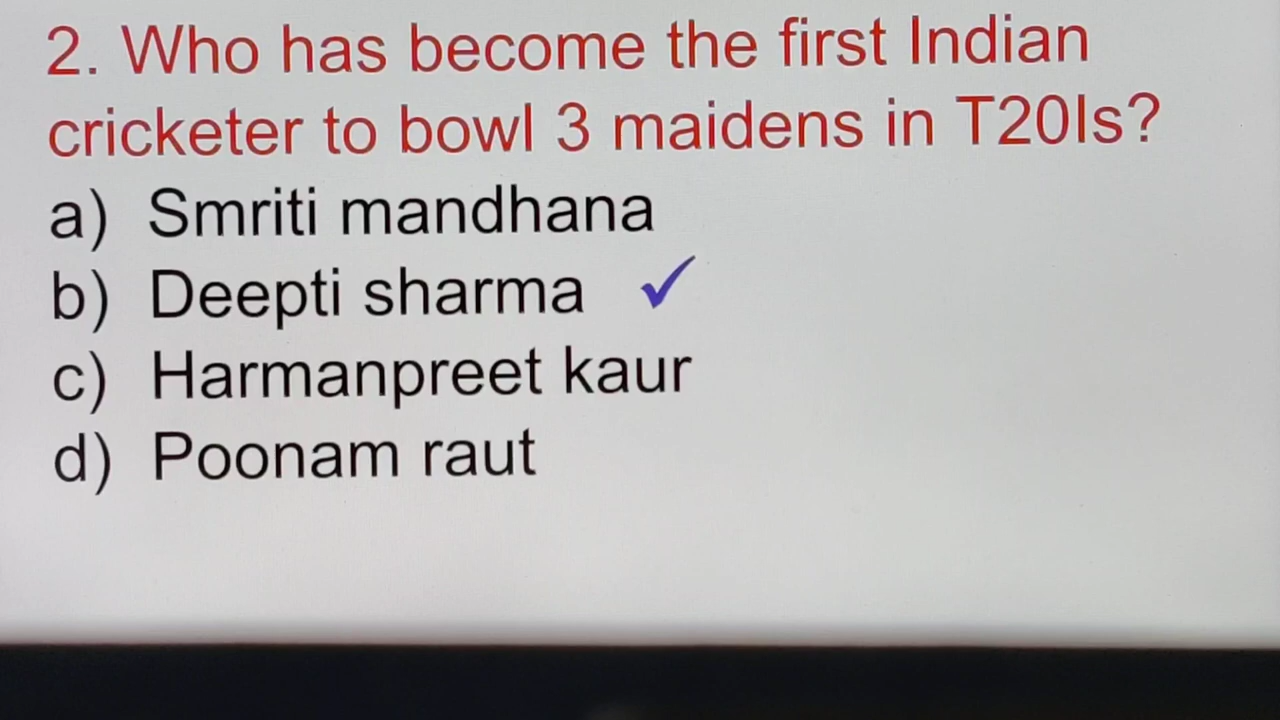 2. Who has become the first Indian
cricketer to bowl 3 maidens in T20Is?
a) Smriti mandhana
b) Deepti sharma ✓
c) Harmanpreet kaur
d) Poonam raut